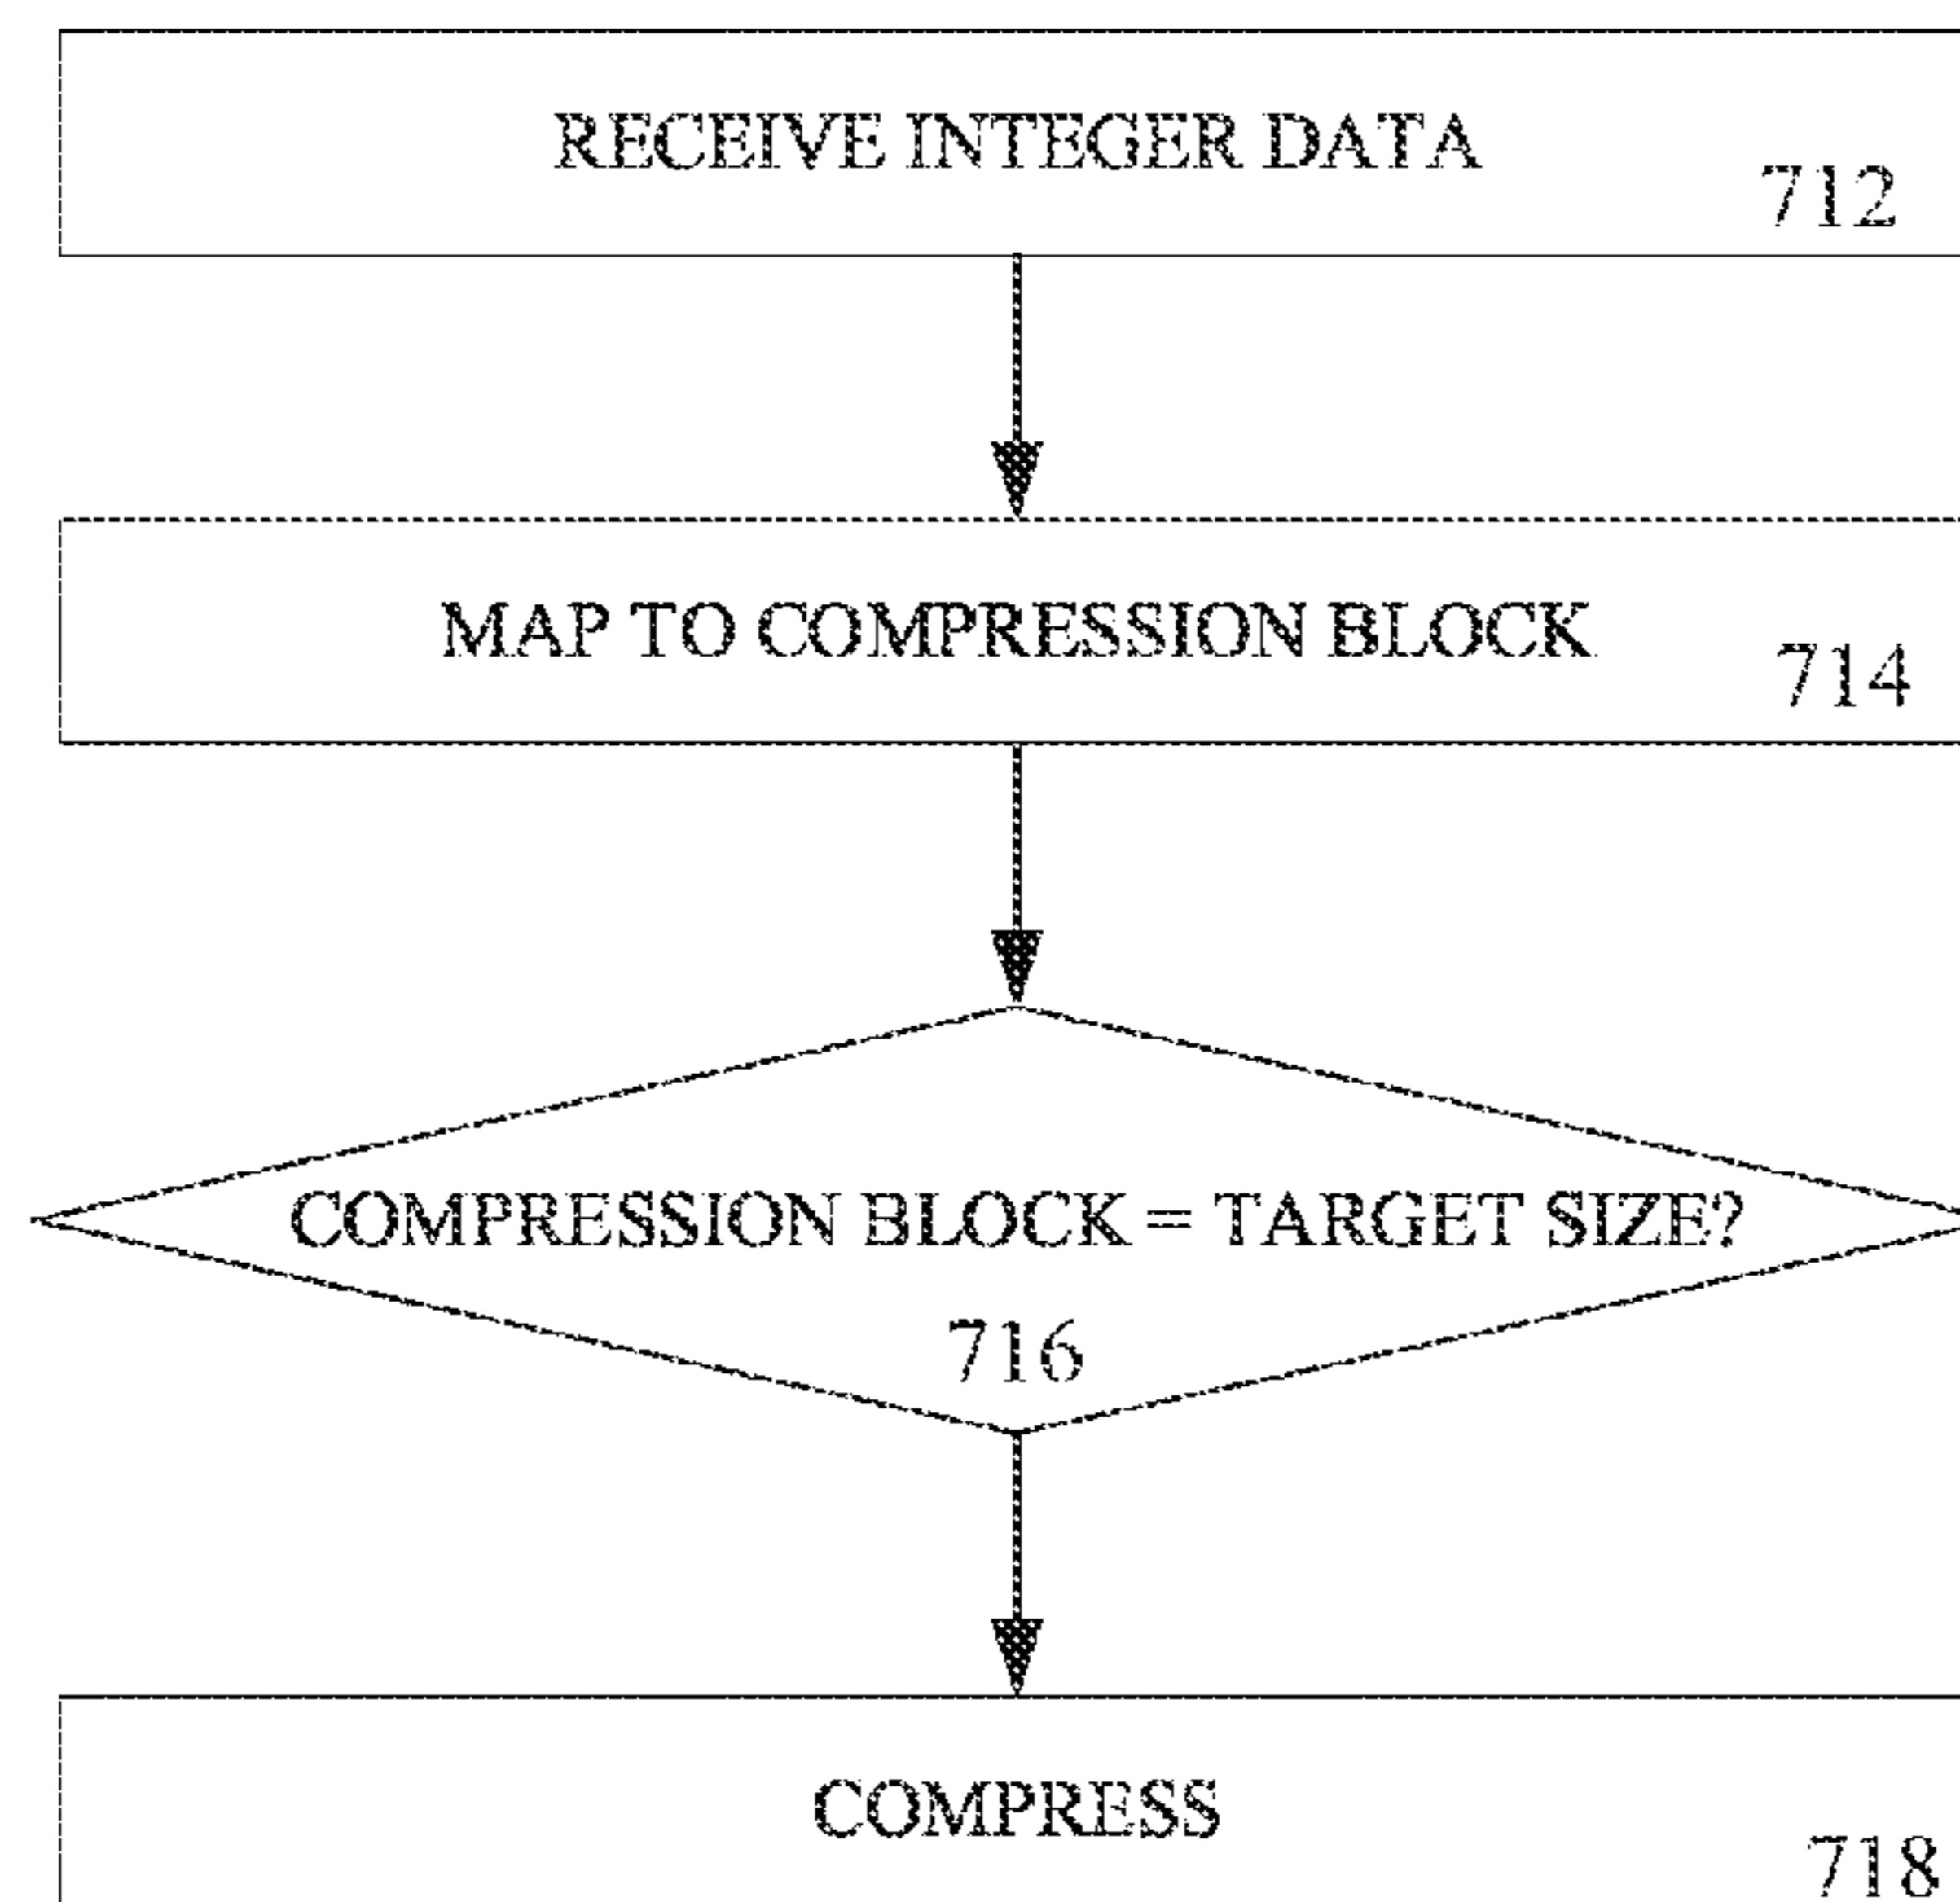 RECEIVE INTEGER DATA
712
MAP TO COMPRESSION BLOCK
714
COMPRESSION BLOCK = TARGET SIZE?
716
COMPRESS
718